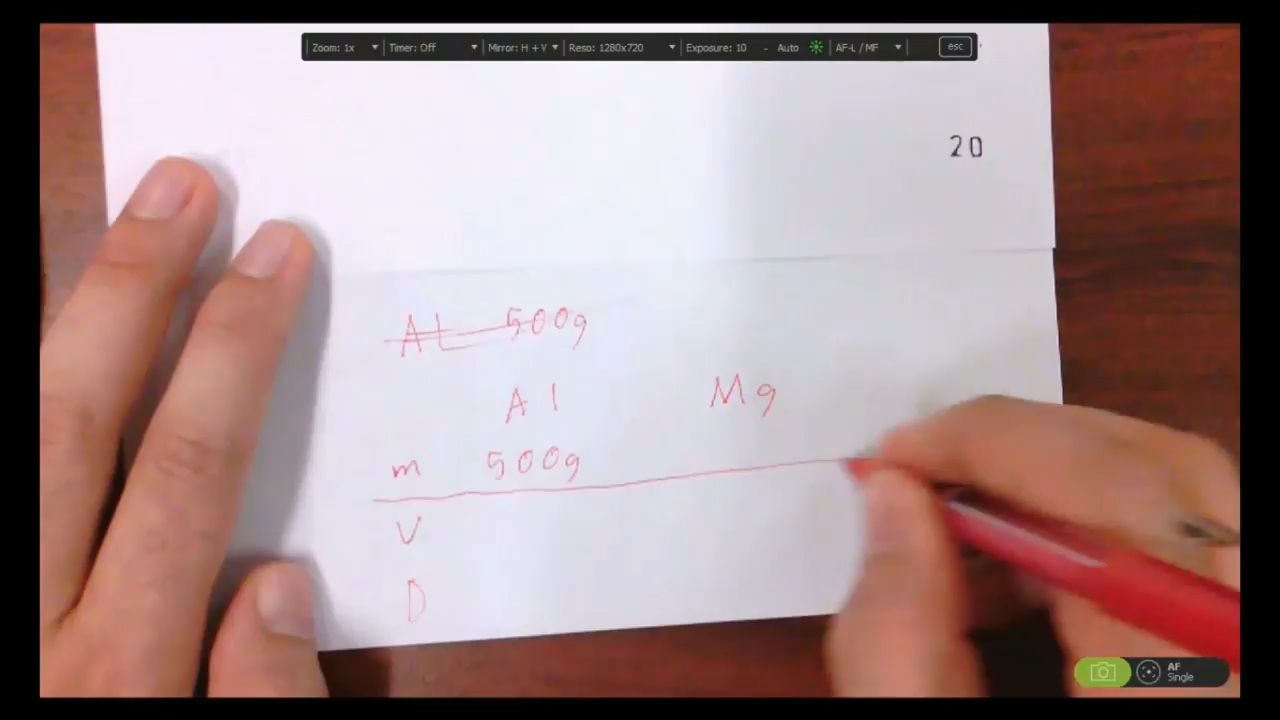 Zoom: 1x Timer: Off Mirror: H + V Reso: 1280x720 Exposure: 10 - Auto AF-L / MF esc
20
Al 500g
Al Mg
m 500g
V
D
AF
Single